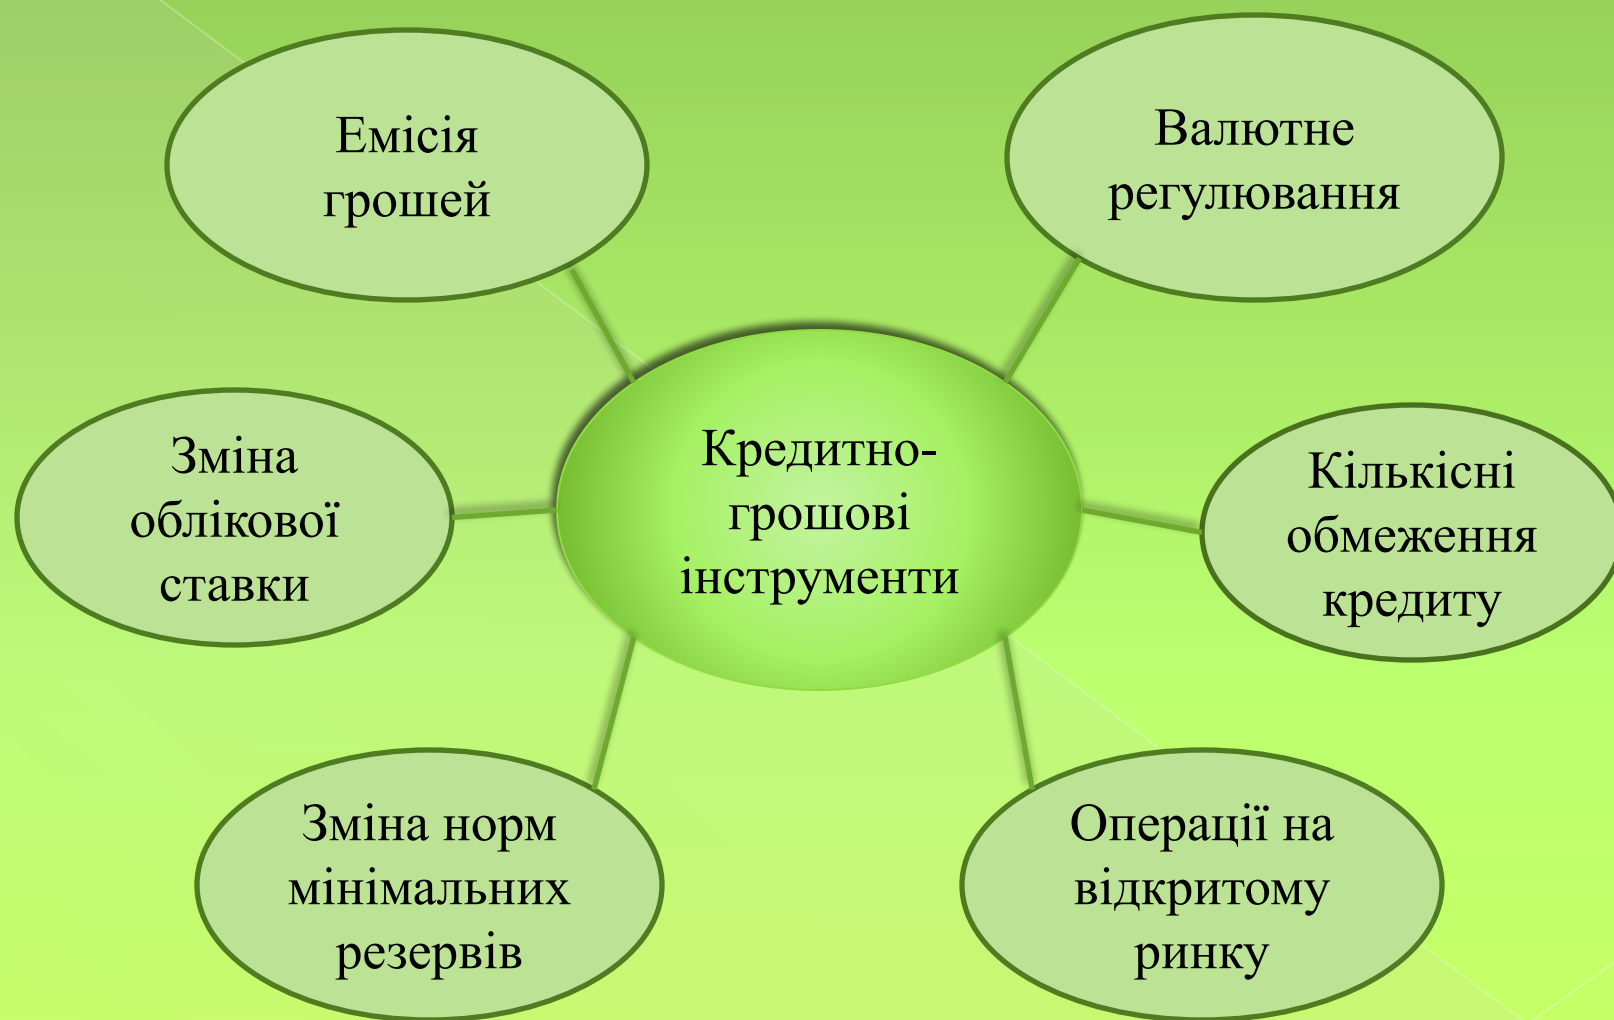 Емісія
грошей
Валютне
регулювання
Зміна
облікової
ставки
Кредитно-
грошові
інструменти
Кількісні
обмеження
кредиту
Зміна норм
мінімальних
резервів
Операції на
відкритому
ринку